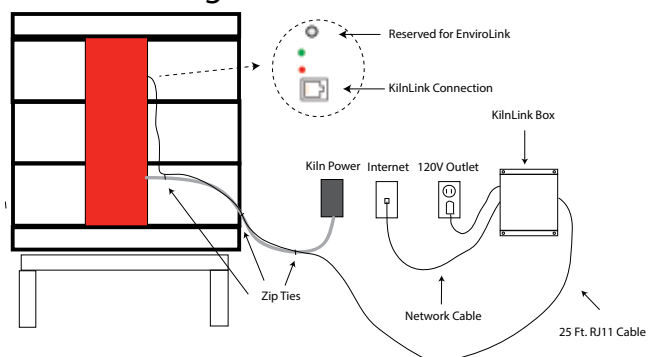 Reserved for EnviroLink
KilnLink Connection
KilnLink Box
Kiln Power
Internet
120V Outlet
Zip Ties
Network Cable
25 Ft. RJ11 Cable